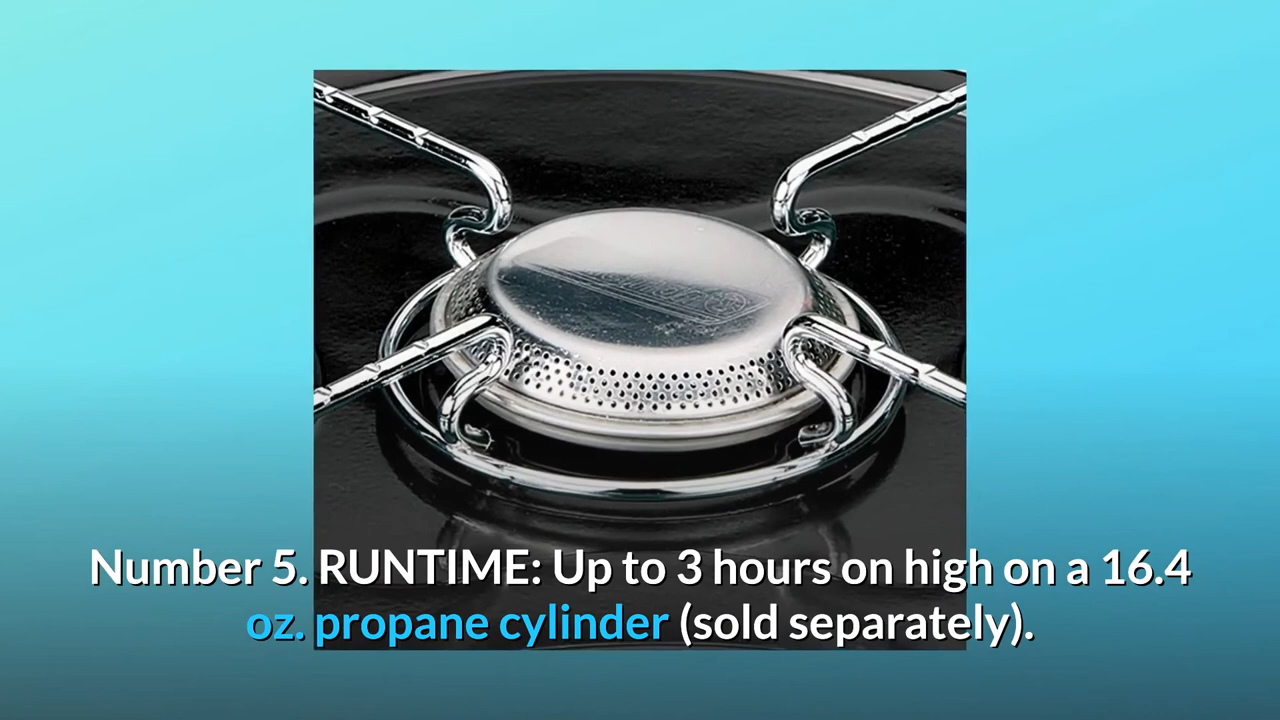 Number 5. RUNTIME: Up to 3 hours on high on a 16.4
oz. propane cylinder (sold separately).